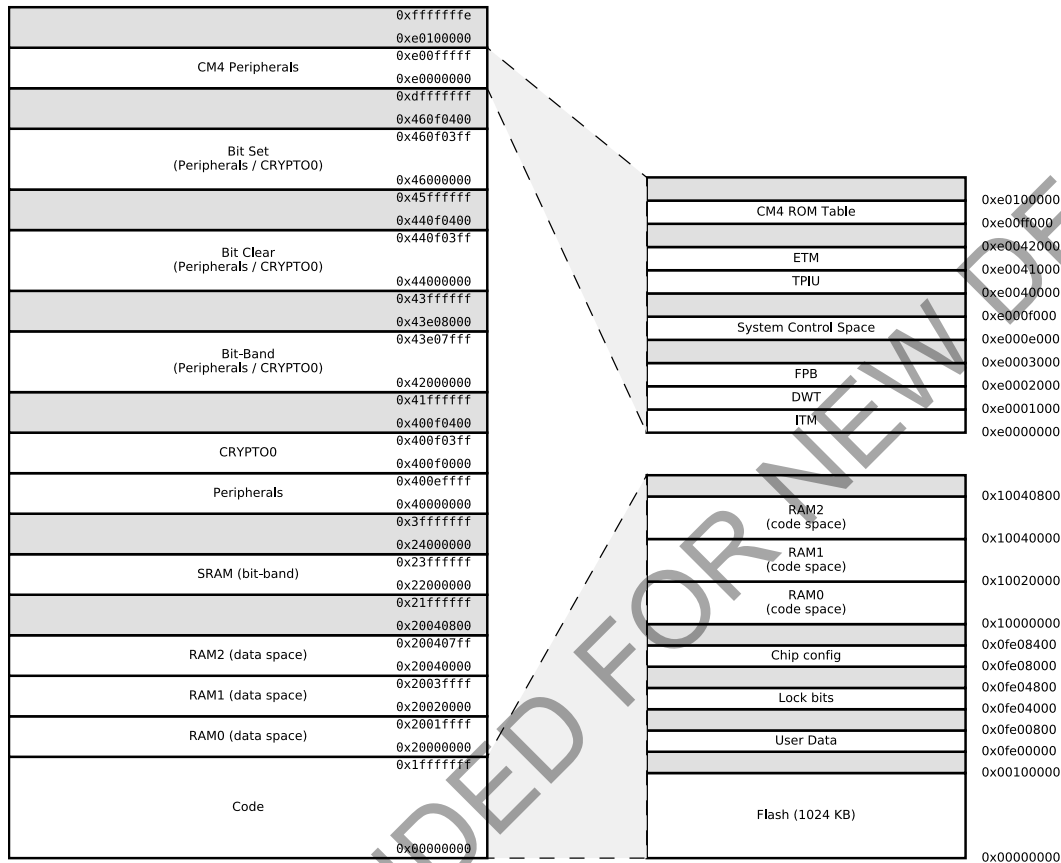 0xfffffffe
0xe0100000
0xe00fffff
CM4 Peripherals
0xe0000000
0xdfffffff
0x460f0400
0x460f03ff
Bit Set
(Peripherals / CRYPTO0)
0x46000000
0x45ffffff
0x440f0400
0x440f03ff
Bit Clear
(Peripherals / CRYPTO0)
0x44000000
0x43ffffff
0x43e08000
0x43e07fff
Bit-Band
(Peripherals / CRYPTO0)
0x42000000
0x41ffffff
0x400f0400
0x400f03ff
CRYPTO0
0x400f0000
0x400effff
Peripherals
0x40000000
0x3fffffff
0x24000000
0x23ffffff
SRAM (bit-band)
0x22000000
0x21ffffff
0x20040800
0x200407ff
RAM2 (data space)
0x20040000
0x2003ffff
RAM1 (data space)
0x20020000
0x2001ffff
RAM0 (data space)
0x20000000
0x1fffffff
Code
0x00000000
0xe0100000
CM4 ROM Table
0xe00ff000
0xe0042000
ETM
0xe0041000
TPIU
0xe0040000
0xe000f000
System Control Space
0xe000e000
0xe0003000
FPB
0xe0002000
DWT
0xe0001000
ITM
0xe0000000
0x10040800
RAM2
(code space)
0x10040000
RAM1
(code space)
0x10020000
RAM0
(code space)
0x10000000
0x0fe08400
Chip config
0x0fe08000
0x0fe04800
Lock bits
0x0fe04000
0x0fe00800
User Data
0x0fe00000
0x00100000
Flash (1024 KB)
0x00000000
FOR NEW